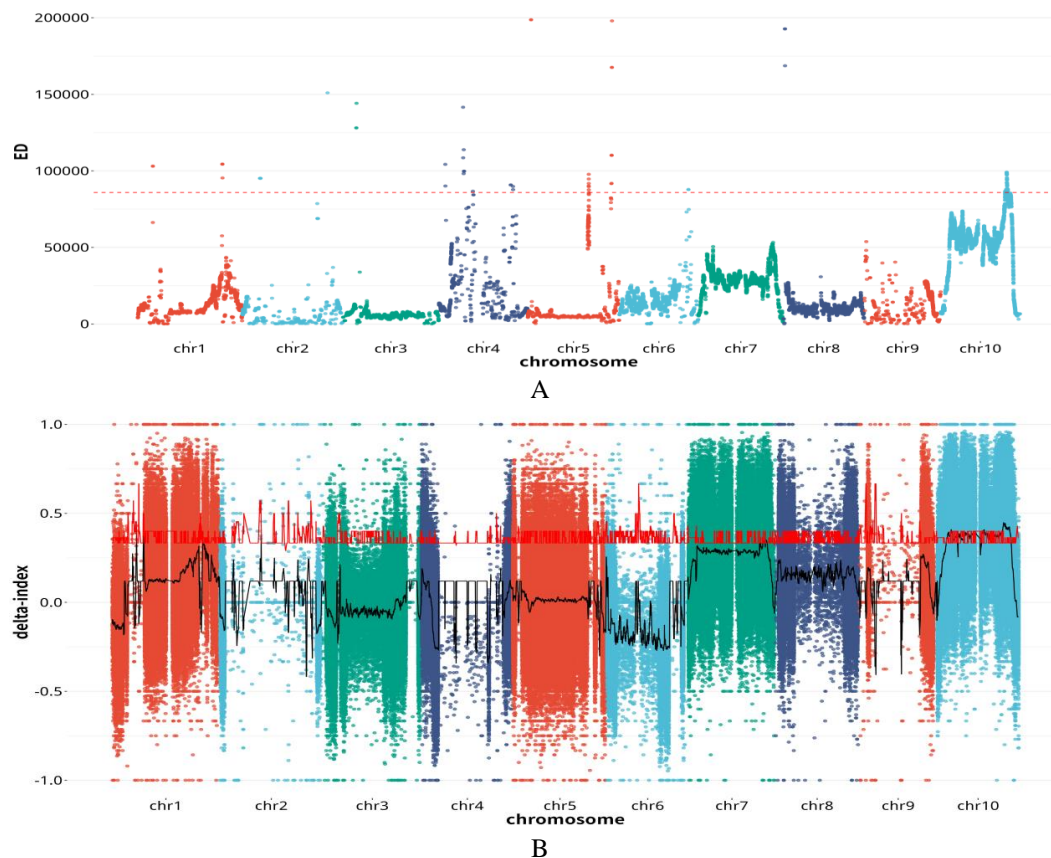 200000
150000
100000
50000
0
ED
chr1 chr2 chr3 chr4 chr5 chr6 chr7 chr8 chr9 chr10
chromosome
A
1.0
0.5
0.0
-0.5
-1.0
delta-index
chr1 chr2 chr3 chr4 chr5 chr6 chr7 chr8 chr9 chr10
chromosome
B